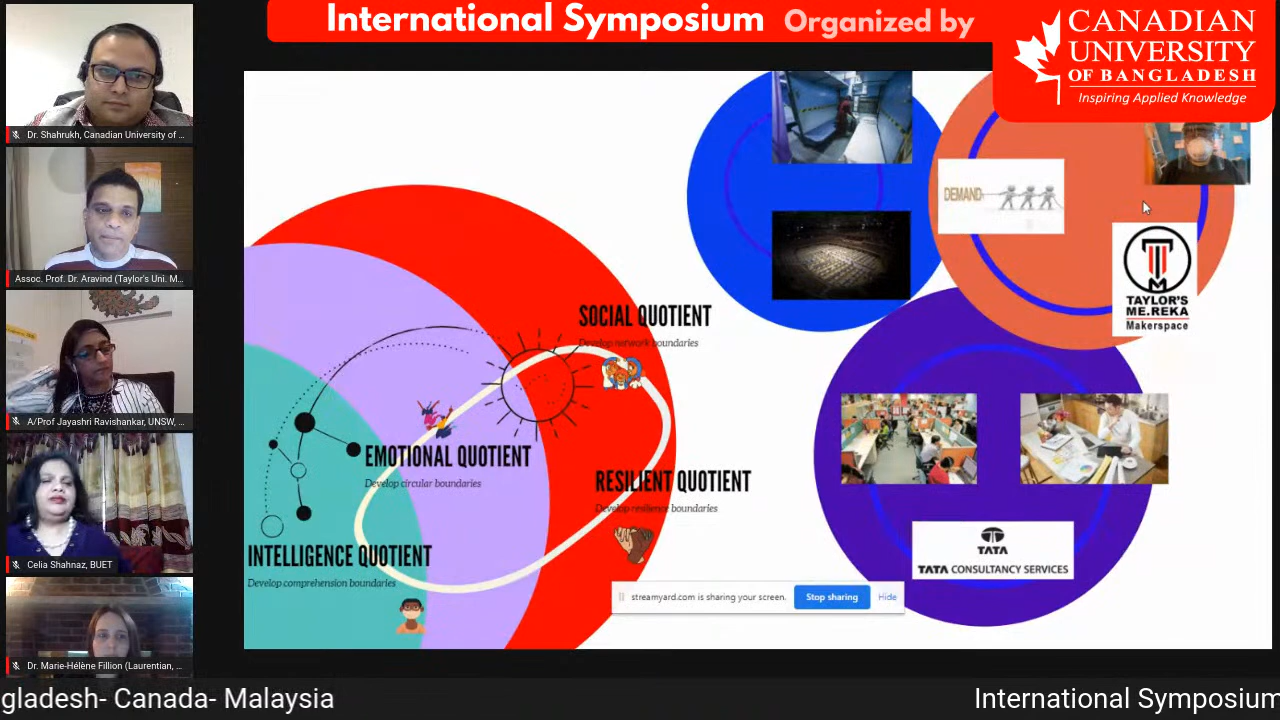 International Symposium Organized by
CANADIAN
UNIVERSITY
OF BANGLADESH
Inspiring Applied Knowledge
Dr. Shahrukh, Canadian University of ...
Assoc. Prof. Dr. Aravind (Taylor's Uni. M...
A/Prof Jayashri Ravishankar, UNSW, ...
Celia Shahnaz, BUET
Dr. Marie-Hélène Fillion (Laurentian, ...
DEMAND
TAYLOR'S
ME.REKA
Makerspace
SOCIAL QUOTIENT
Develop network boundaries
EMOTIONAL QUOTIENT
Develop circular boundaries
RESILIENT QUOTIENT
Develop resilience boundaries
INTELLIGENCE QUOTIENT
Develop comprehension boundaries
TATA
TATA CONSULTANCY SERVICES
streamyard.com is sharing your screen.
Stop sharing
Hide
gladesh- Canada- Malaysia
International Symposium